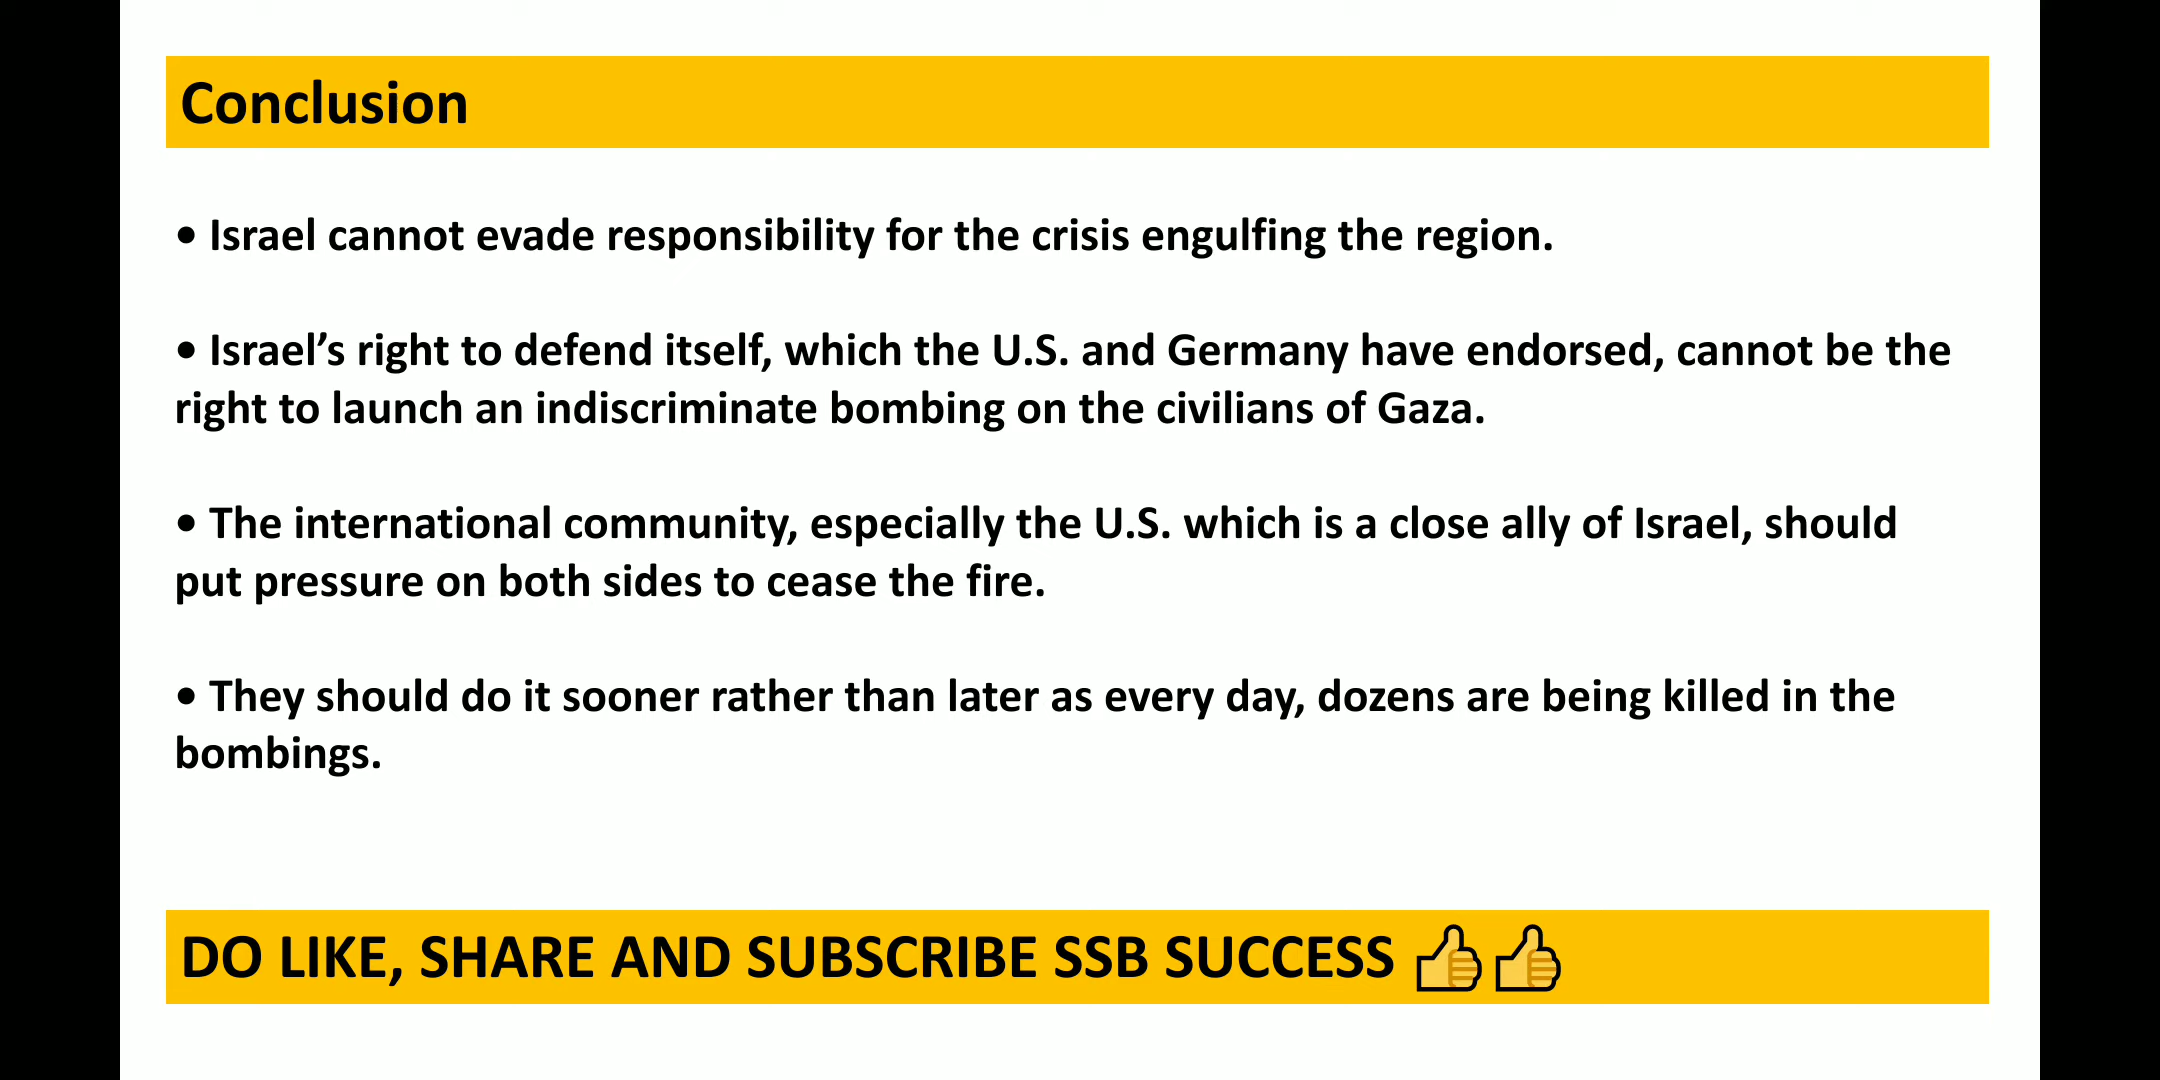 Conclusion
• Israel cannot evade responsibility for the crisis engulfing the region.
• Israel’s right to defend itself, which the U.S. and Germany have endorsed, cannot be the
right to launch an indiscriminate bombing on the civilians of Gaza.
• The international community, especially the U.S. which is a close ally of Israel, should
put pressure on both sides to cease the fire.
• They should do it sooner rather than later as every day, dozens are being killed in the
bombings.
DO LIKE, SHARE AND SUBSCRIBE SSB SUCCESS 👍👍